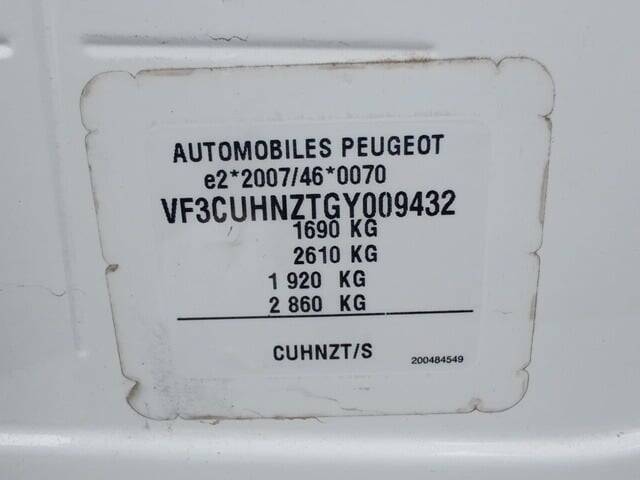 AUTOMOBILES PEUGEOT
e2*2007/46*0070
VF3CUHNZTGY009432
1690 KG
2610 KG
1 920 KG
2 860 KG
CUHNZT/S
200484549